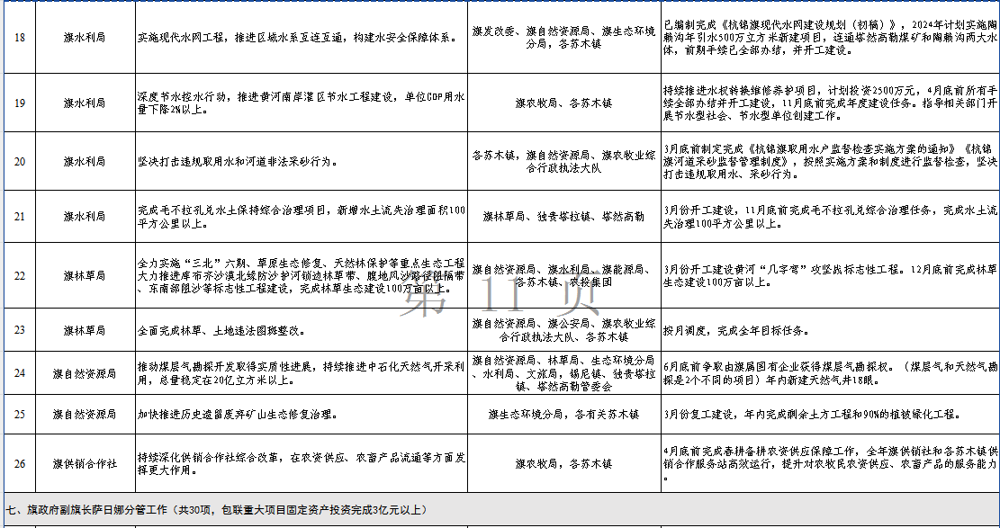 18
旗水利局
实施现代水网工程，推进区域水系互连互通，构建水安全保障体系。
旗发改委、旗自然资源局、旗生态环境
分局，各苏木镇
已编制完成《杭锦旗现代水网建设规划（初稿）》，2024年计划实施陶
赖沟年引水500万立方米新建项目，连通塔然高勒煤矿和陶赖沟两大水
体，前期手续已全部办结，并开工建设。
19
旗水利局
深度节水控水行动，推进黄河南岸灌区节水工程建设，单位GDP用水
量下降2%以上。
旗农牧局、各苏木镇
持续推进水权转换维修养护项目，计划投资2500万元，4月底前所有手
续全部办结并开工建设，11月底前完成年度建设任务。指导相关部门开
展节水型社会、节水型单位创建工作。
20
旗水利局
坚决打击违规取用水和河道非法采砂行为。
各苏木镇，旗自然资源局、旗农牧业综
合行政执法大队
3月底前制定完成《杭锦旗取用水户监督检查实施方案的通知》《杭锦
旗河道采砂监督管理制度》，按照实施方案和制度进行监督检查，坚决
打击违规取用水、采砂行为。
21
旗水利局
完成毛不拉孔兑水土保持综合治理项目，新增水土流失治理面积100
平方公里以上。
旗林草局、独贵塔拉镇、塔然高勒
3月份开工建设，11月底前完成毛不拉孔兑综合治理任务，完成水土流
失治理100平方公里以上。
22
旗林草局
全力实施“三北”六期、草原生态修复、天然林保护等重点生态工程
大力推进库布齐沙漠北缘防沙护河锁边林草带、腹地风沙路径阻隔带
、东南部阻沙等标志性工程建设，完成林草生态建设100万亩以上。
旗自然资源局、旗水利局、旗能源局、
各苏木镇、农投集团
3月份开工建设黄河“几字弯”攻坚战标志性工程。12月底前完成林草
生态建设100万亩以上。
第 11 页
23
旗林草局
全面完成林草、土地违法图斑整改。
旗自然资源局、旗公安局、旗农牧业综
合行政执法大队、各苏木镇
按月调度，完成全年目标任务。
24
旗自然资源局
推动煤层气勘探开发取得实质性进展，持续推进中石化天然气开采利
用，总量稳定在20亿立方米以上。
旗自然资源局、林草局、生态环境分局
、水利局、文旅局，锡尼镇、独贵塔拉
镇、塔然高勒管委会
6月底前争取由旗属国有企业获得煤层气勘探权。（煤层气和天然气勘
探是2个不同的项目）年内新建天然气井18眼。
25
旗自然资源局
加快推进历史遗留废弃矿山生态修复治理。
旗生态环境分局，各有关苏木镇
3月份复工建设，年内完成剩余土方工程和90%的植被绿化工程。
26
旗供销合作社
持续深化供销合作社综合改革，在农资供应、农畜产品流通等方面发
挥更大作用。
旗农牧局，各苏木镇
4月底前完成春耕备耕农资供应保障工作，全年旗供销社和各苏木镇供
销合作服务站高效运行，提升对农牧民农资供应、农畜产品的服务能力
。
七、旗政府副旗长萨日娜分管工作（共30项，包联重大项目固定资产投资完成3亿元以上）